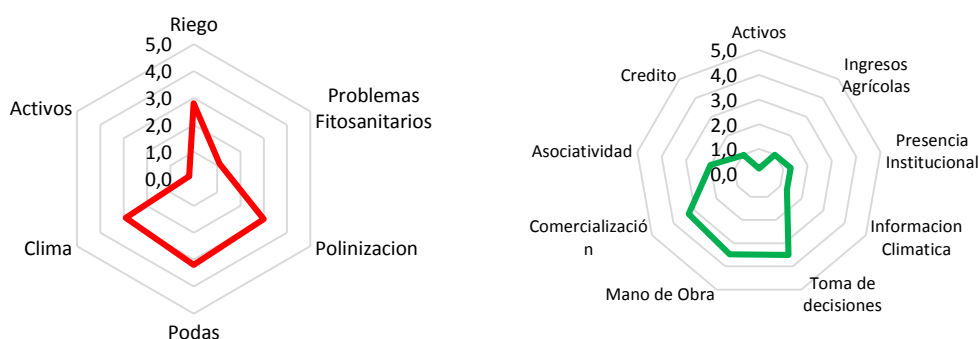 Riego
5,0
4,0
3,0
2,0
1,0
0,0
Problemas
Fitosanitarios
Polinizacion
Podas
Clima
Activos
Activos
5,0
4,0
3,0
2,0
1,0
0,0
Ingresos
Agrícolas
Presencia
Institucional
Informacion
Climatica
Toma de
decisiones
Mano de Obra
Comercializació
n
Asociatividad
Credito